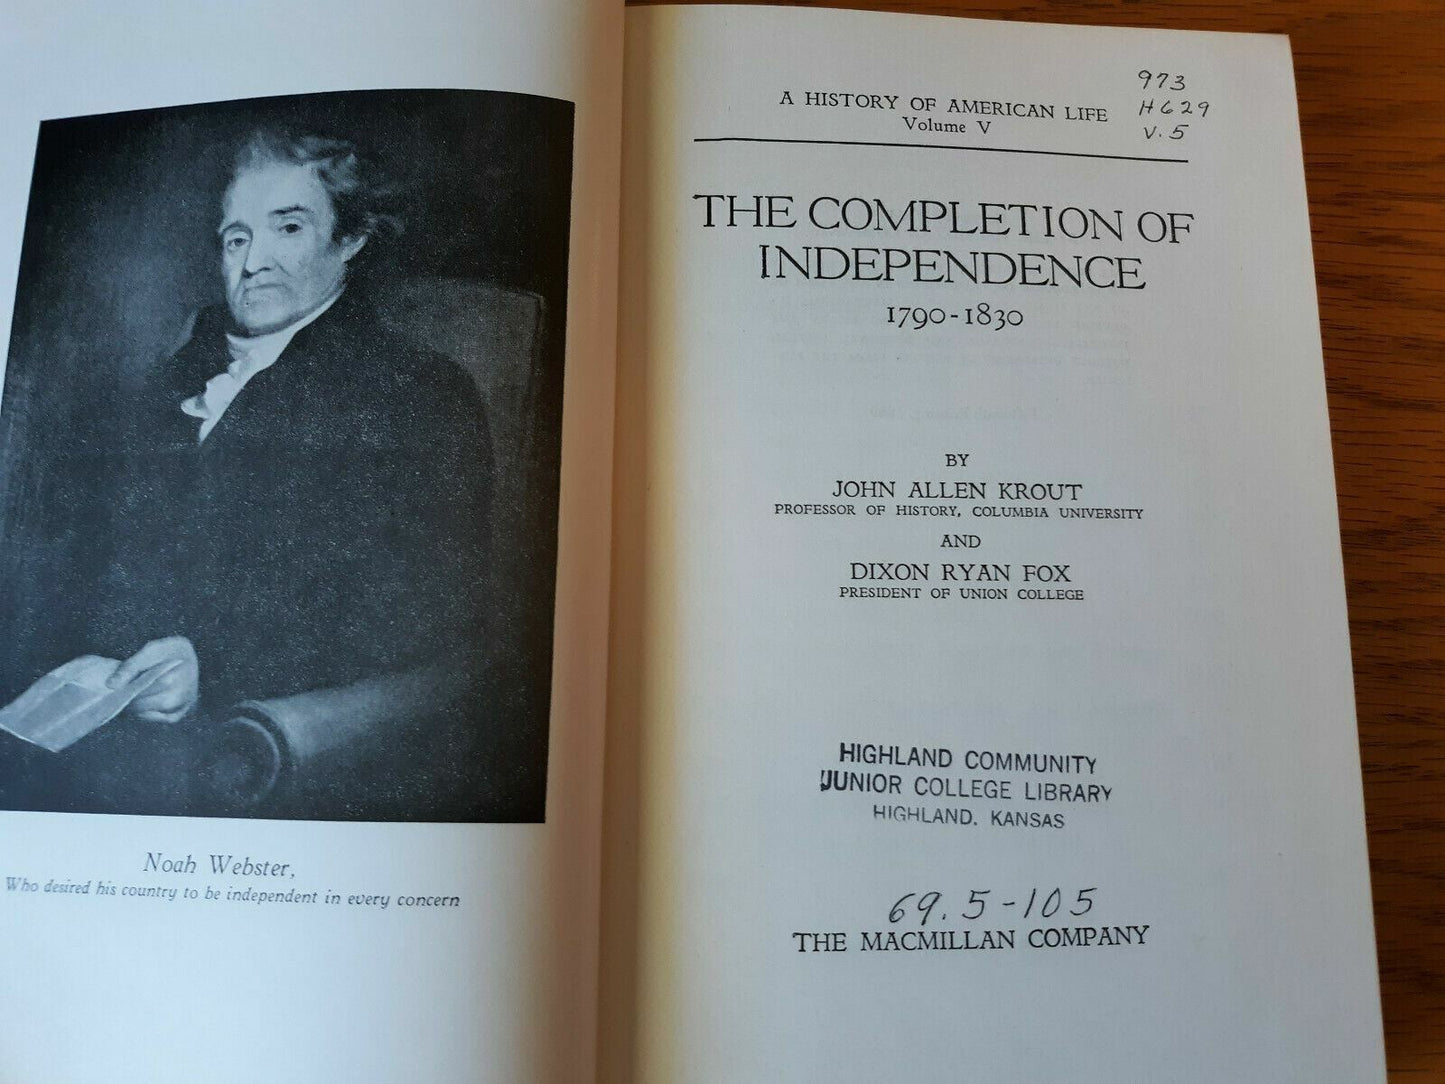 Noah Webster,
Who desired his country to be independent in every concern
973
H629
v. 5
A HISTORY OF AMERICAN LIFE
Volume V
THE COMPLETION OF
INDEPENDENCE
1790-1830
BY
JOHN ALLEN KROUT
PROFESSOR OF HISTORY, COLUMBIA UNIVERSITY
AND
DIXON RYAN FOX
PRESIDENT OF UNION COLLEGE
HIGHLAND COMMUNITY
JUNIOR COLLEGE LIBRARY
HIGHLAND, KANSAS
69.5-105
THE MACMILLAN COMPANY